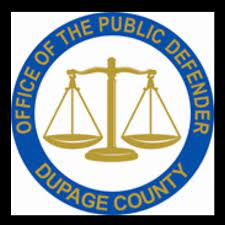 OFFICE OF THE PUBLIC DEFENDER
DUPAGE COUNTY